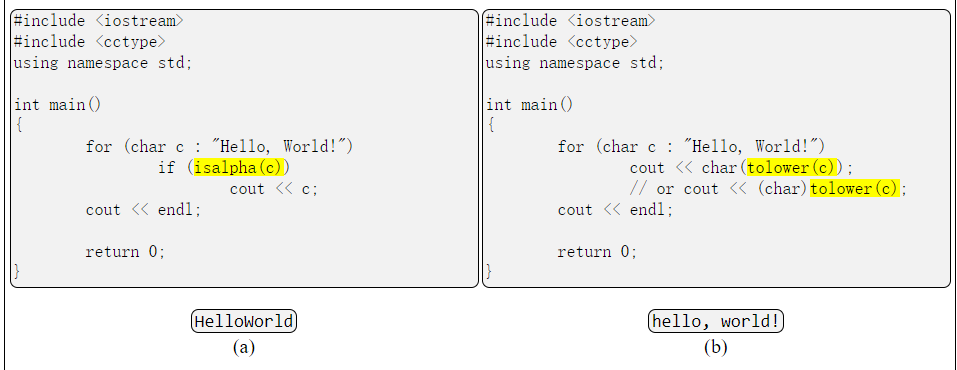 #include <iostream>
#include <cctype>
using namespace std;
int main()
{
for (char c : "Hello, World!")
if (isalpha(c))
cout << c;
cout << endl;
return 0;
}
HelloWorld
(a)
#include <iostream>
#include <cctype>
using namespace std;
int main()
{
for (char c : "Hello, World!")
cout << char(tolower(c));
// or cout << (char)tolower(c);
cout << endl;
return 0;
}
hello, world!
(b)